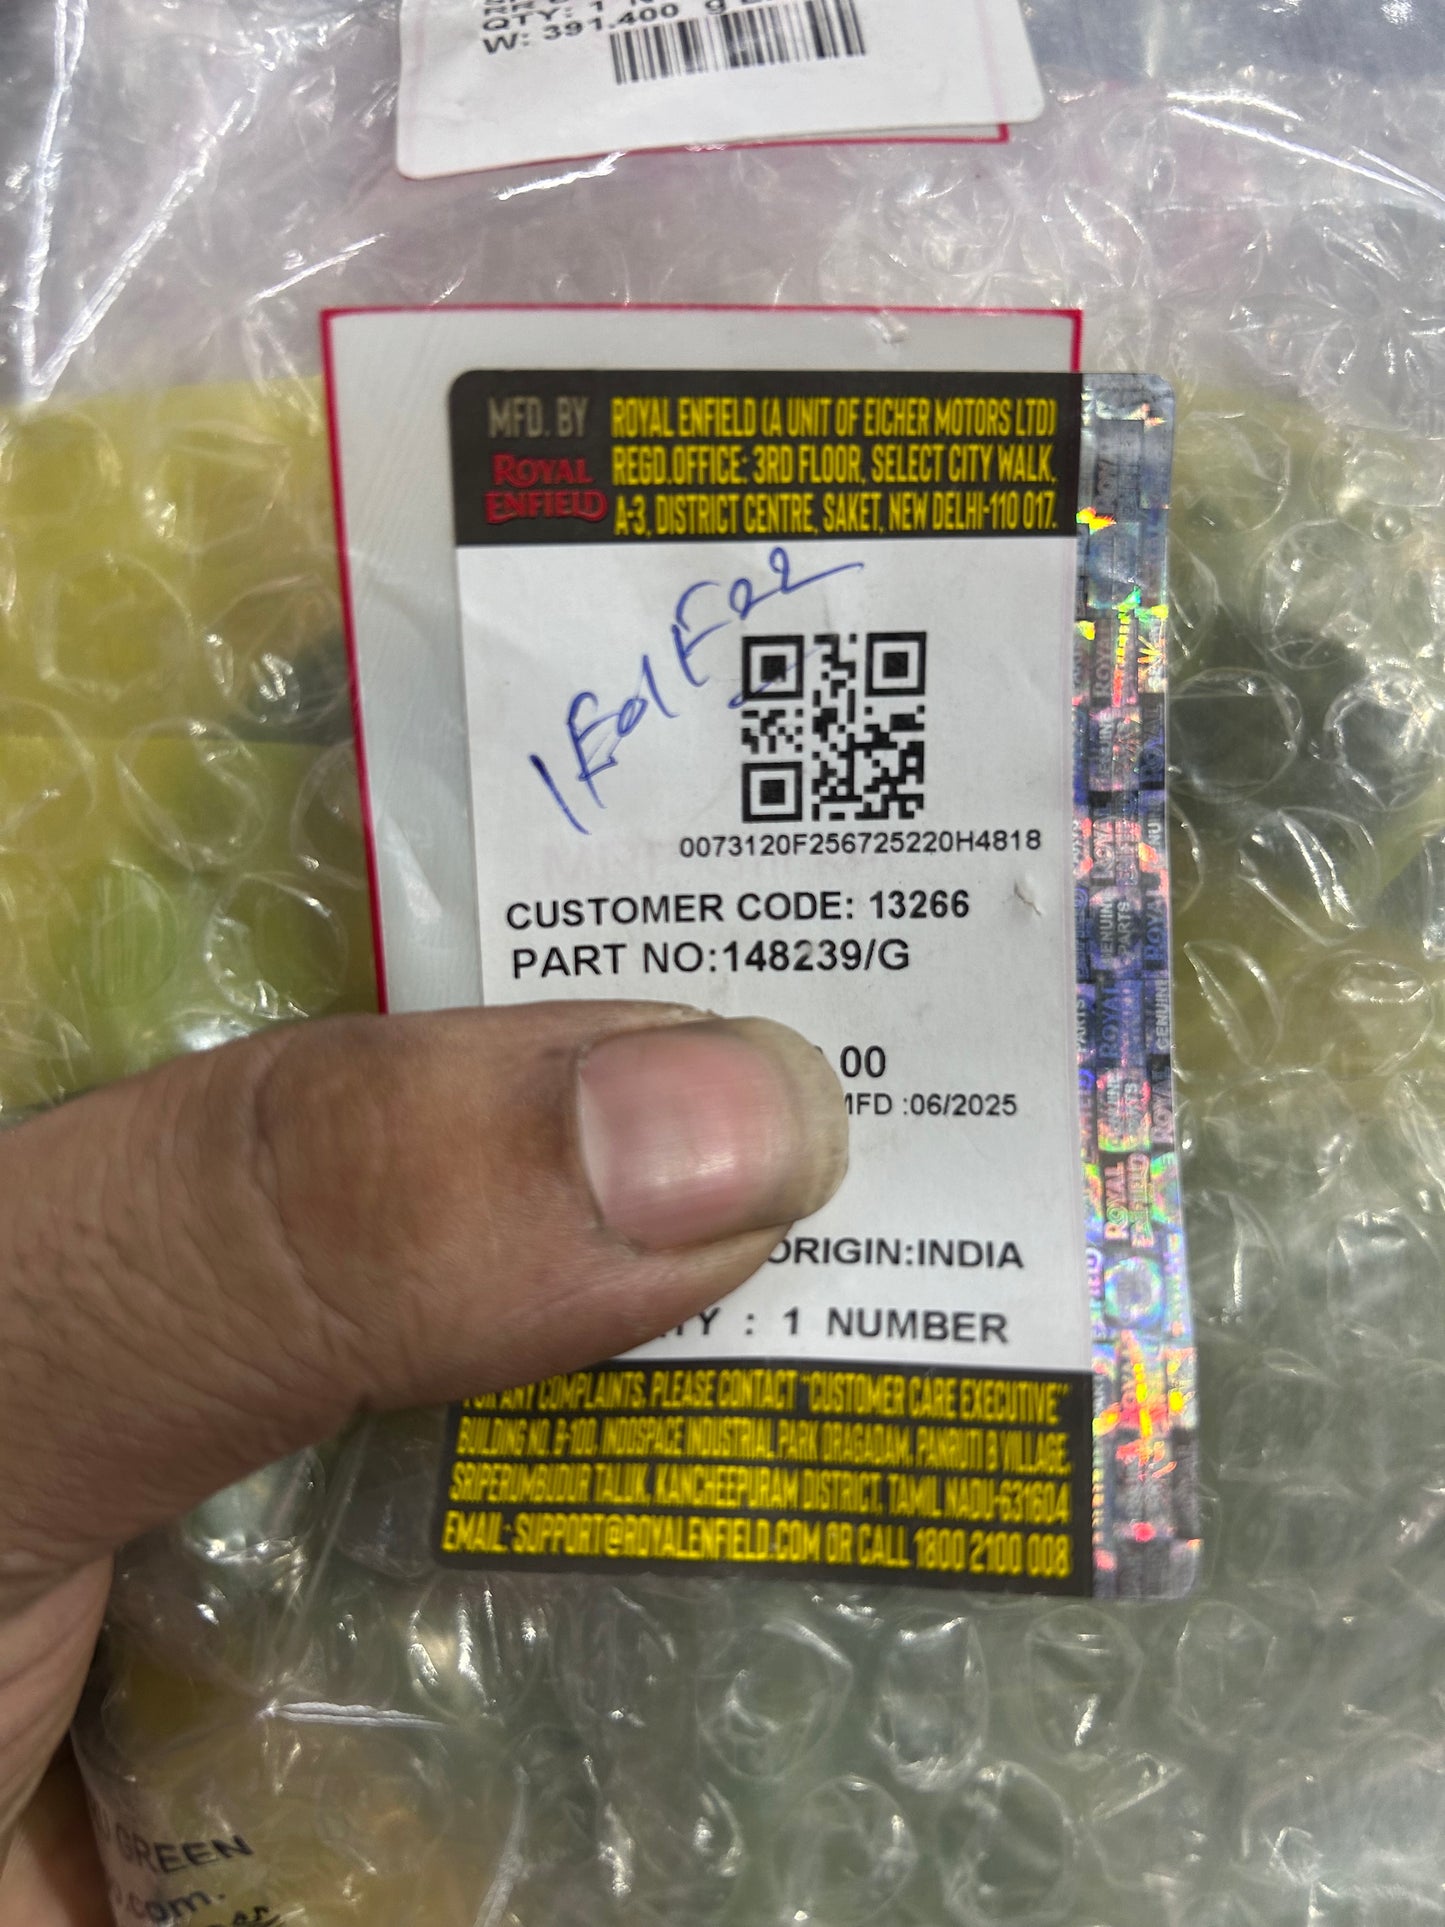 QTY: 1
W: 391.400 g
MFD. BY
ROYAL ENFIELD
ROYAL ENFIELD (A UNIT OF EICHER MOTORS LTD)
REGD.OFFICE: 3RD FLOOR, SELECT CITY WALK,
A-3, DISTRICT CENTRE, SAKET, NEW DELHI-110 017.
0073120F256725220H4818
CUSTOMER CODE: 13266
PART NO:148239/G
.00
MFD :06/2025
ORIGIN:INDIA
: 1 NUMBER
FOR ANY COMPLAINTS, PLEASE CONTACT "CUSTOMER CARE EXECUTIVE"
BUILDING NO. B-100, INDOSPACE INDUSTRIAL PARK ORAGADAM, PANRUTI B VILLAGE,
SRIPERUMBUDUR TALUK, KANCHEEPURAM DISTRICT, TAMIL NADU-631604
EMAIL: SUPPORT@ROYALENFIELD.COM OR CALL 1800 2100 008
GREEN
.com.